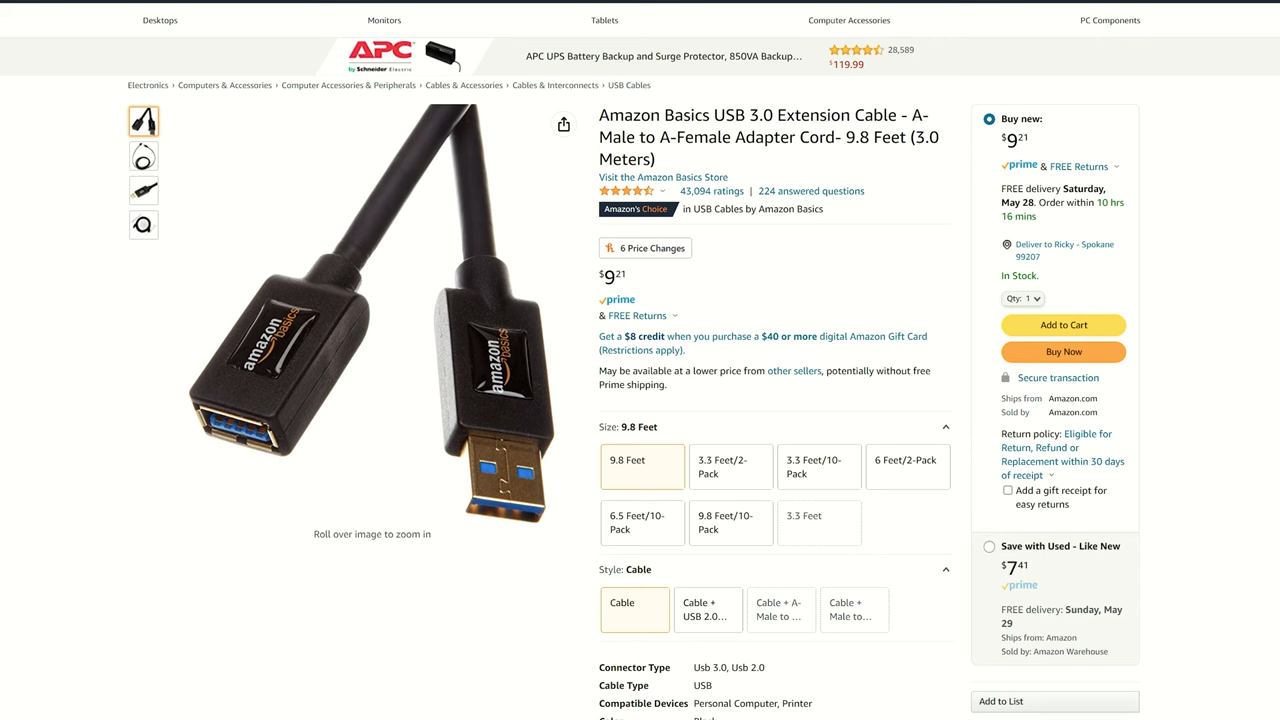 Desktops
Monitors
Tablets
Computer Accessories
PC Components
APC
by Schneider Electric
APC UPS Battery Backup and Surge Protector, 850VA Backup…
28,589
$119.99
Electronics › Computers & Accessories › Computer Accessories & Peripherals › Cables & Accessories › Cables & Interconnects › USB Cables
amazon basics
amazon basics
Roll over image to zoom in
Amazon Basics USB 3.0 Extension Cable - A-
Male to A-Female Adapter Cord- 9.8 Feet (3.0
Meters)
Visit the Amazon Basics Store
43,094 ratings | 224 answered questions
Amazon's Choice in USB Cables by Amazon Basics
6 Price Changes
$9 21
prime
& FREE Returns
Get a $8 credit when you purchase a $40 or more digital Amazon Gift Card
(Restrictions apply).
May be available at a lower price from other sellers, potentially without free
Prime shipping.
Size: 9.8 Feet
9.8 Feet
3.3 Feet/2-
Pack
3.3 Feet/10-
Pack
6 Feet/2-Pack
6.5 Feet/10-
Pack
9.8 Feet/10-
Pack
3.3 Feet
Style: Cable
Cable
Cable +
USB 2.0…
Cable + A-
Male to …
Cable +
Male to…
Connector Type Usb 3.0, Usb 2.0
Cable Type USB
Compatible Devices Personal Computer, Printer
Buy new:
$9 21
prime & FREE Returns
FREE delivery Saturday,
May 28. Order within 10 hrs
16 mins
Deliver to Ricky - Spokane
99207
In Stock.
Qty: 1
Add to Cart
Buy Now
Secure transaction
Ships from Amazon.com
Sold by Amazon.com
Return policy: Eligible for
Return, Refund or
Replacement within 30 days
of receipt
Add a gift receipt for
easy returns
Save with Used - Like New
$7 41
prime
FREE delivery: Sunday, May
29
Ships from: Amazon
Sold by: Amazon Warehouse
Add to List